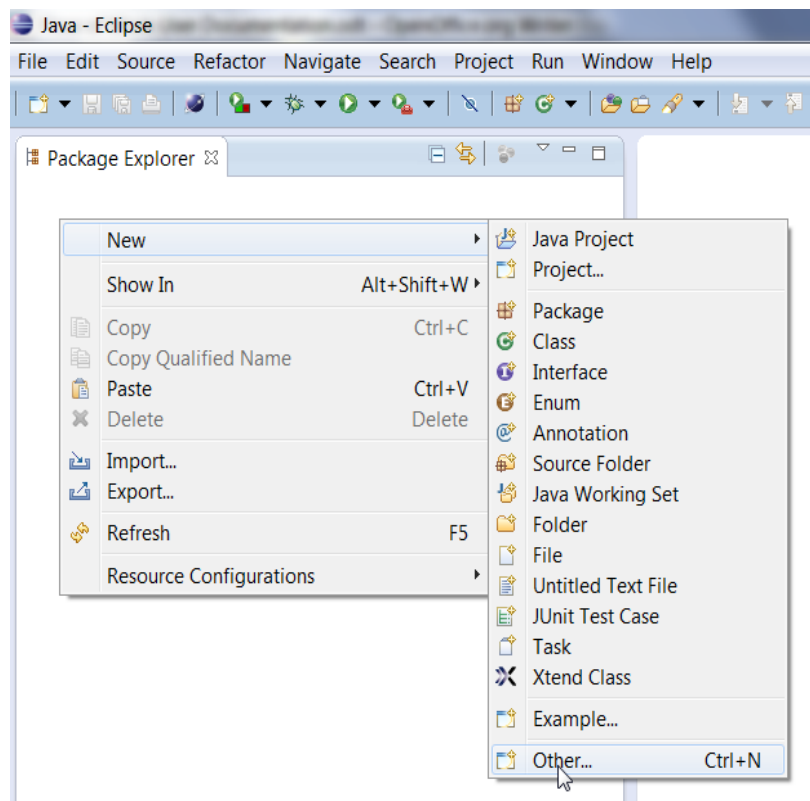 Java - Eclipse
File Edit Source Refactor Navigate Search Project Run Window Help
Package Explorer
New
Show In Alt+Shift+W
Copy Ctrl+C
Copy Qualified Name
Paste Ctrl+V
Delete Delete
Import...
Export...
Refresh F5
Resource Configurations
Java Project
Project...
Package
Class
Interface
Enum
Annotation
Source Folder
Java Working Set
Folder
File
Untitled Text File
JUnit Test Case
Task
Xtend Class
Example...
Other... Ctrl+N